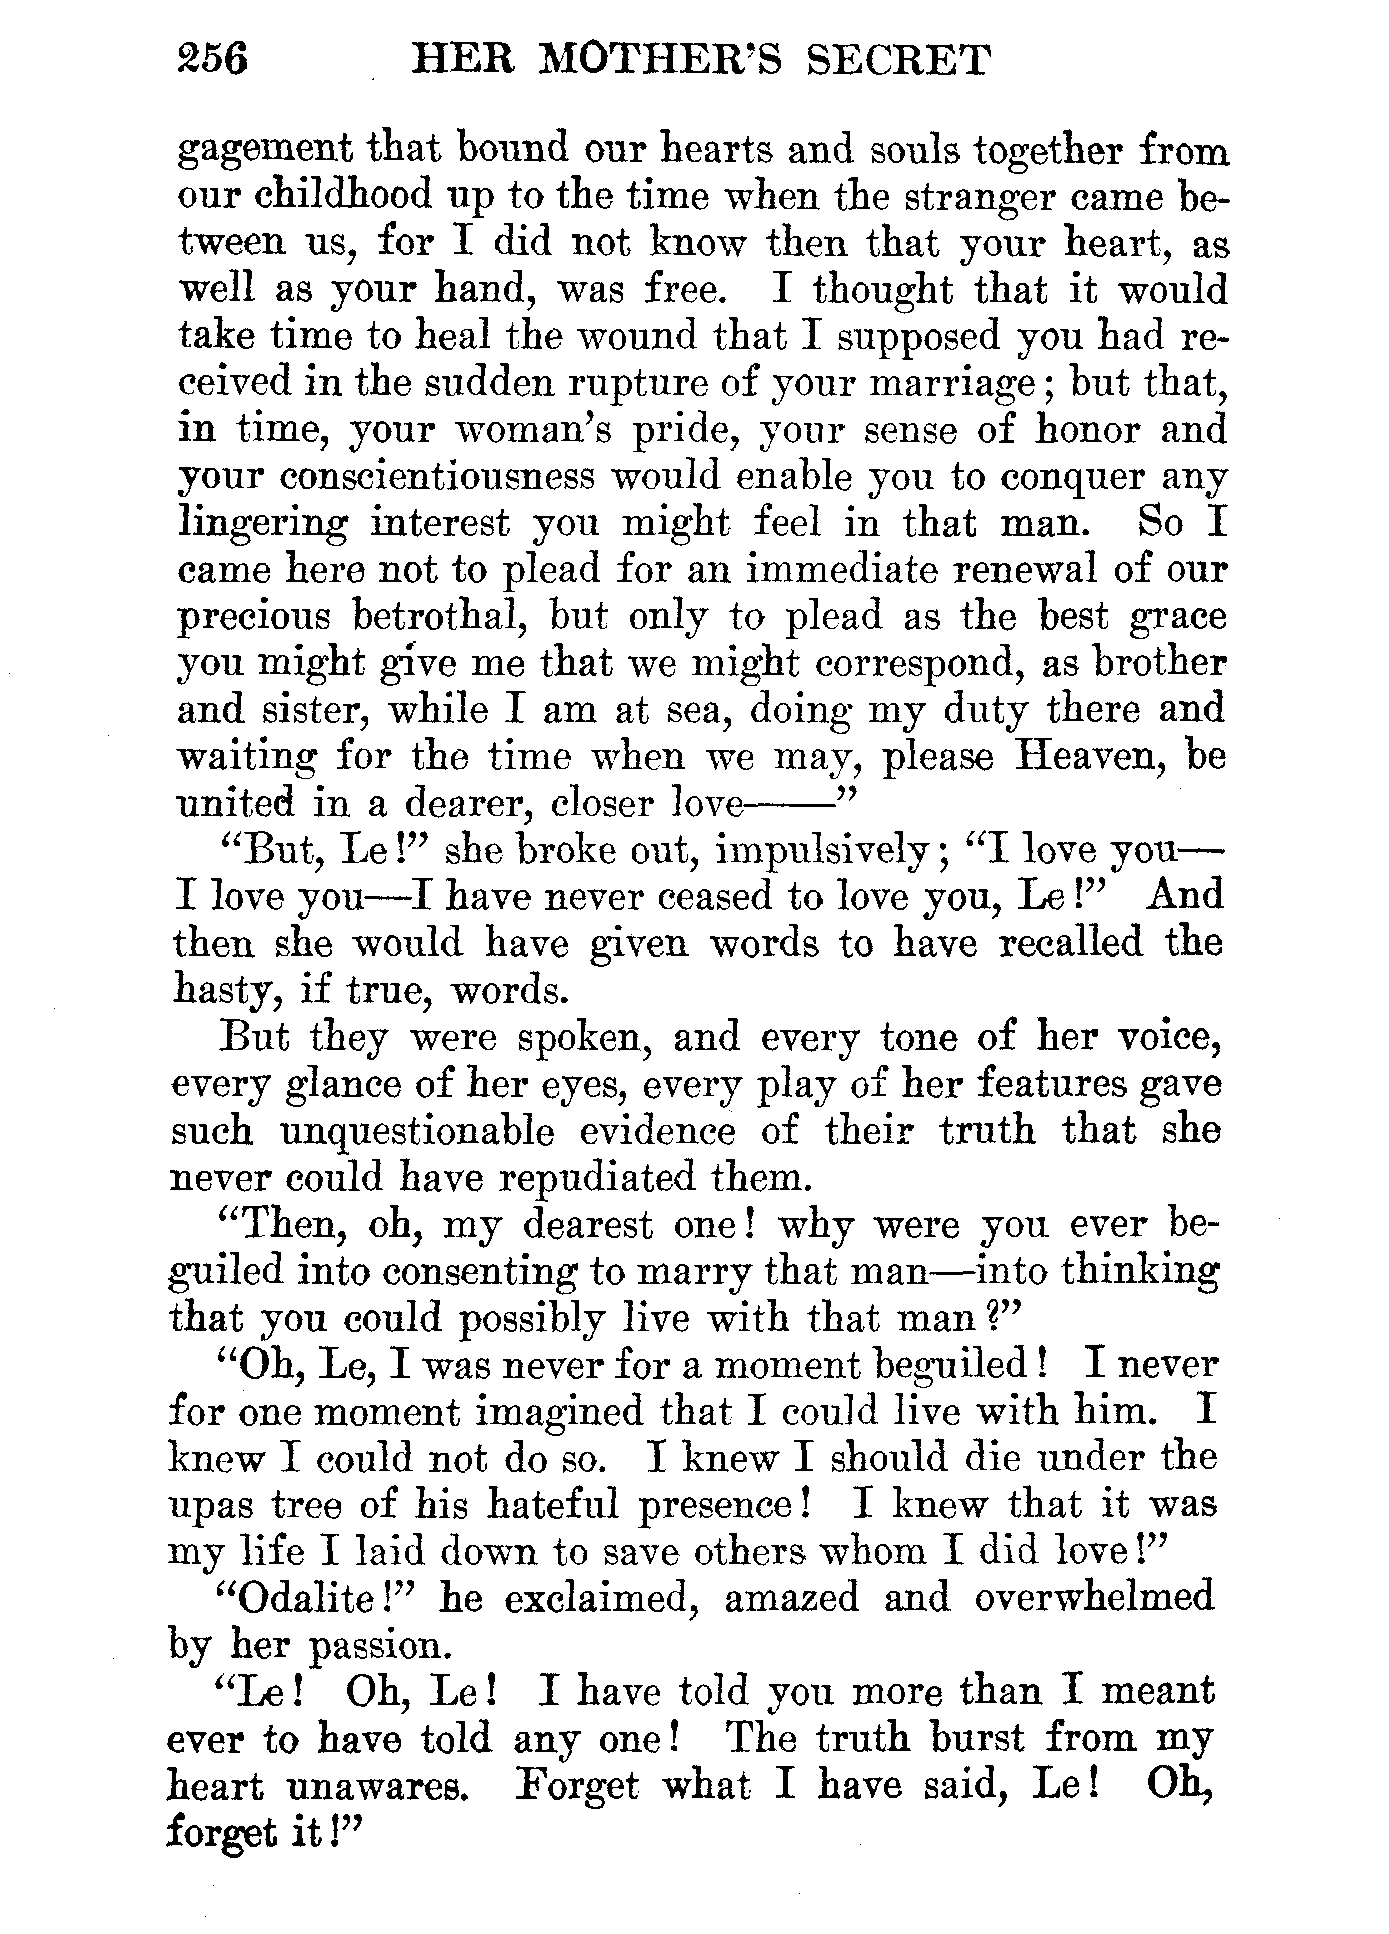 256 HER MOTHER'S SECRET
gagement that bound our hearts and souls together from
our childhood up to the time when the stranger came be-
tween us, for I did not know then that your heart, as
well as your hand, was free. I thought that it would
take time to heal the wound that I supposed you had re-
ceived in the sudden rupture of your marriage; but that,
in time, your woman's pride, your sense of honor and
your conscientiousness would enable you to conquer any
lingering interest you might feel in that man. So I
came here not to plead for an immediate renewal of our
precious betrothal, but only to plead as the best grace
you might give me that we might correspond, as brother
and sister, while I am at sea, doing my duty there and
waiting for the time when we may, please Heaven, be
united in a dearer, closer love——”
“But, Le!” she broke out, impulsively; “I love you—
I love you—I have never ceased to love you, Le!” And
then she would have given words to have recalled the
hasty, if true, words.
But they were spoken, and every tone of her voice,
every glance of her eyes, every play of her features gave
such unquestionable evidence of their truth that she
never could have repudiated them.
“Then, oh, my dearest one! why were you ever be-
guiled into consenting to marry that man—into thinking
that you could possibly live with that man?”
“Oh, Le, I was never for a moment beguiled! I never
for one moment imagined that I could live with him. I
knew I could not do so. I knew I should die under the
upas tree of his hateful presence! I knew that it was
my life I laid down to save others whom I did love!”
“Odalite!” he exclaimed, amazed and overwhelmed
by her passion.
“Le! Oh, Le! I have told you more than I meant
ever to have told any one! The truth burst from my
heart unawares. Forget what I have said, Le! Oh,
forget it!”